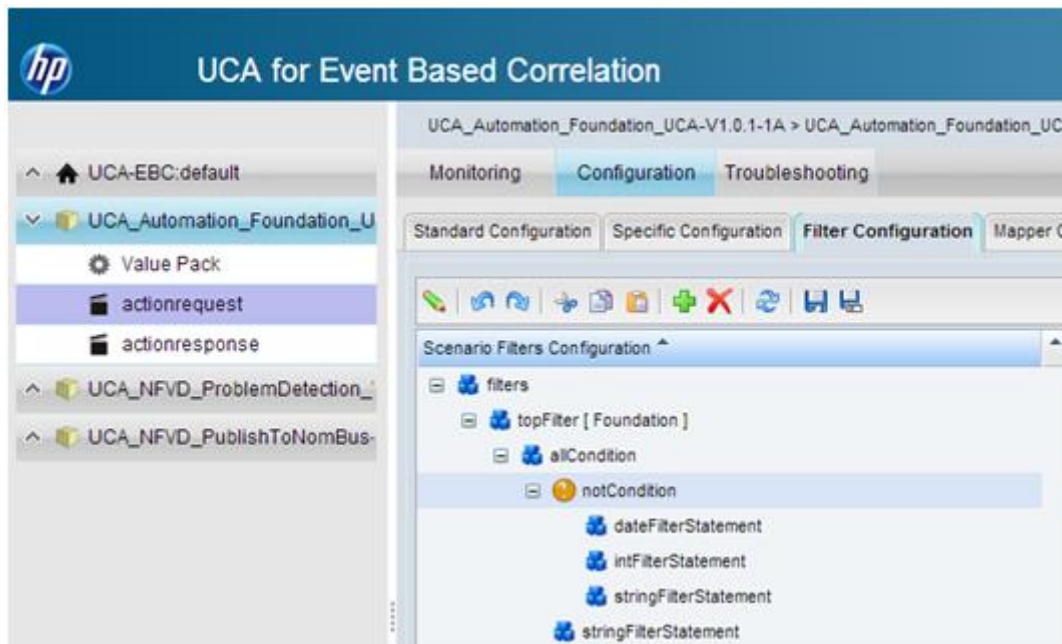 hp
UCA for Event Based Correlation
UCA_Automation_Foundation_UCA-V1.0.1-1A > UCA_Automation_Foundation_UC
UCA-EBC:default
UCA_Automation_Foundation_U
Value Pack
actionrequest
actionresponse
UCA_NFVD_ProblemDetection_
UCA_NFVD_PublishToNomBus-
Monitoring Configuration Troubleshooting
Standard Configuration Specific Configuration Filter Configuration Mapper C
Scenario Filters Configuration
filters
topFilter [ Foundation ]
allCondition
notCondition
dateFilterStatement
intFilterStatement
stringFilterStatement
stringFilterStatement